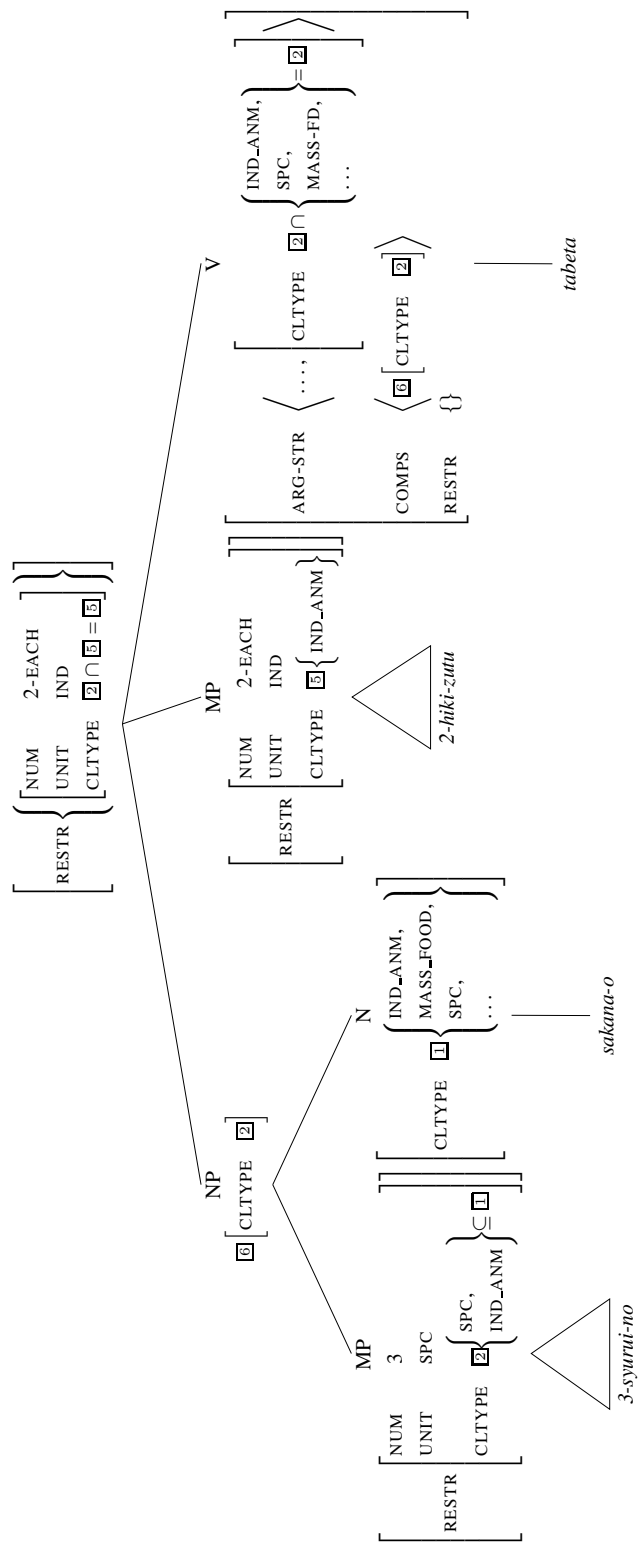 NUM 2-EACH
UNIT IND
RESTR
CLTYPE 2 ∩ 5 = 5
NP
6 [ CLTYPE 2 ]
MP
NUM 2-EACH
UNIT IND
RESTR
CLTYPE 5 { IND_ANM }
2-hiki-zutu
V
ARG-STR ⟨ ..., [ CLTYPE 2 ∩ { IND_ANM, SPC, MASS-FD, ... } = 2 ] ⟩
COMPS ⟨ 6 [ CLTYPE 2 ] ⟩
RESTR {}
tabeta
MP
NUM 3
UNIT SPC
RESTR
CLTYPE 2 { SPC, IND_ANM } ⊆ 1
3-syurui-no
N
CLTYPE 1 { IND_ANM, MASS_FOOD, SPC, ... }
sakana-o